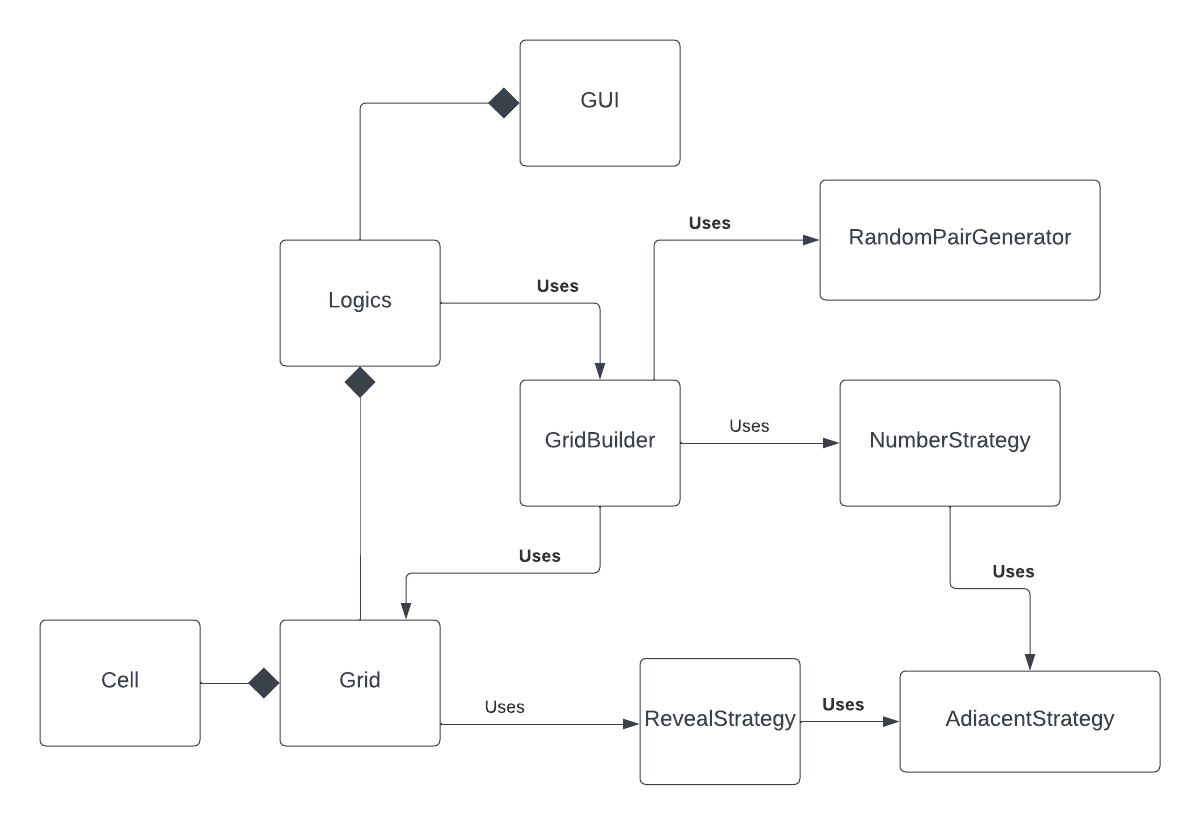 GUI
Uses
RandomPairGenerator
Uses
Logics
Uses
GridBuilder
NumberStrategy
Uses
Uses
Cell
Grid
Uses
RevealStrategy
Uses
AdiacentStrategy